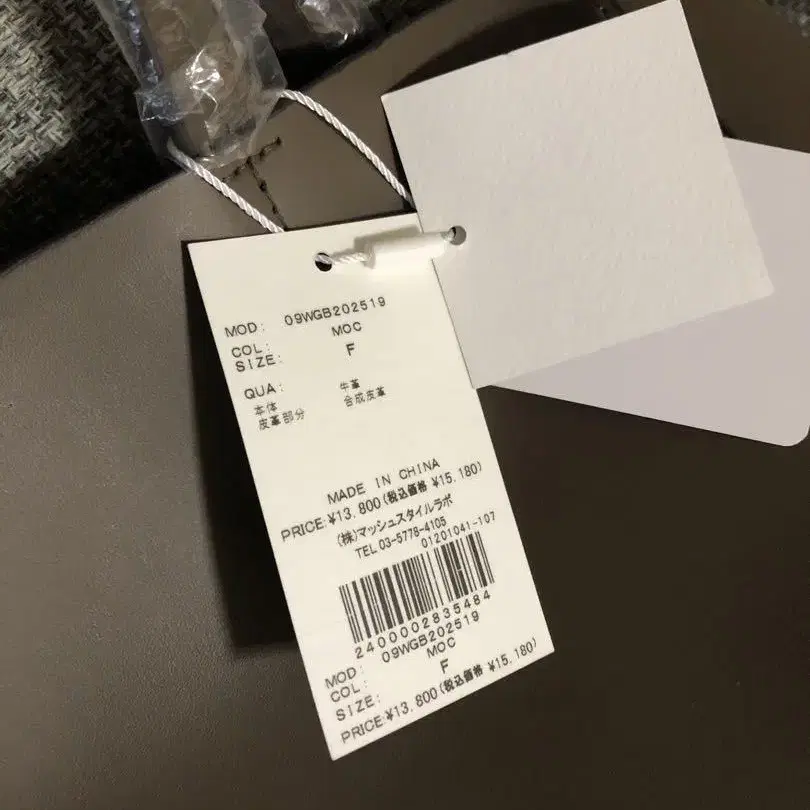 MOD: 09WGB202519
COL: MOC
SIZE: F
QUA:
本体 牛革
皮革部分 合成皮革
MADE IN CHINA
PRICE:¥13,800(税込価格 ¥15,180)
(株)マッシュスタイルラボ
TEL 03-5778-4105
01201041-107
2400002835484
MOD: 09WGB202519
COL: MOC
SIZE: F
PRICE:¥13,800(税込価格 ¥15,180)